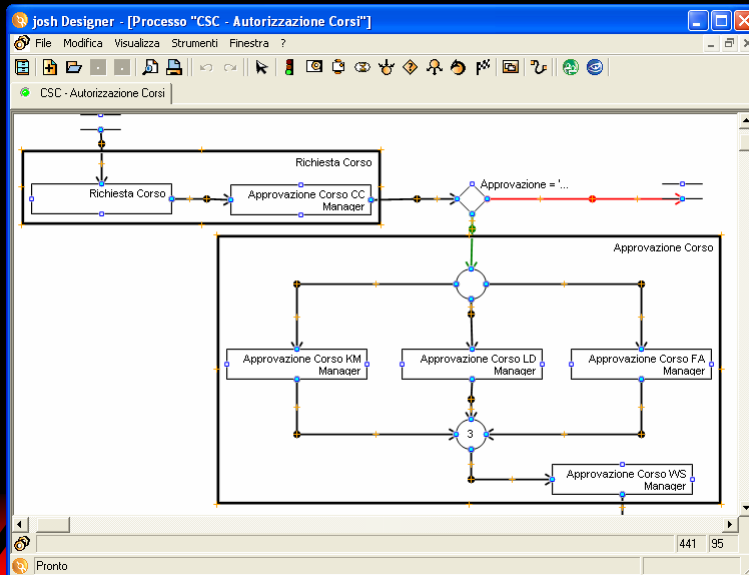 josh Designer - [Processo "CSC - Autorizzazione Corsi"]
File Modifica Visualizza Strumenti Finestra ?
CSC - Autorizzazione Corsi
Richiesta Corso
Richiesta Corso
Approvazione Corso CC
Manager
Approvazione = '...
Approvazione Corso
Approvazione Corso KM
Manager
Approvazione Corso LD
Manager
Approvazione Corso FA
Manager
3
Approvazione Corso WS
Manager
441 95
Pronto